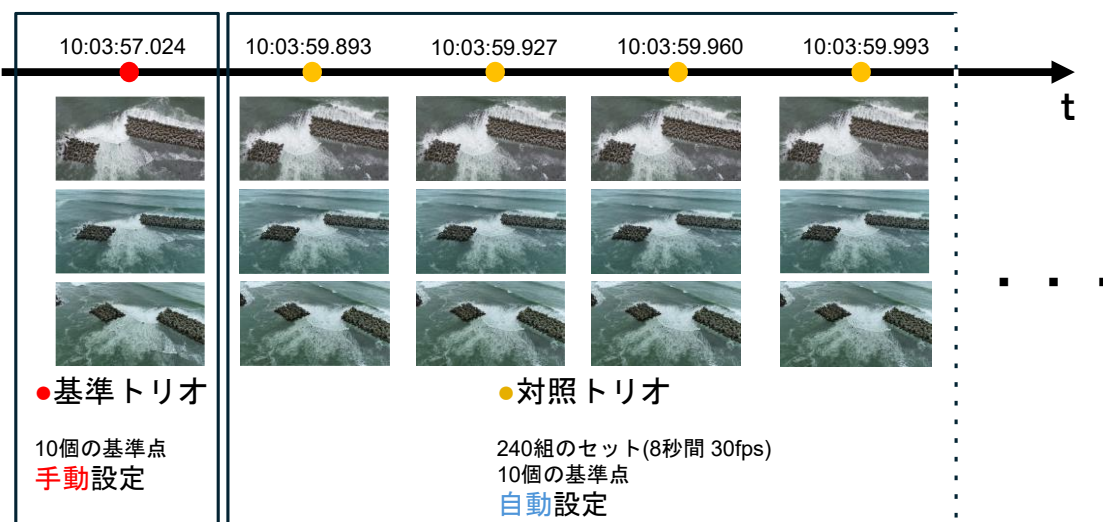 10:03:57.024
10:03:59.893
10:03:59.927
10:03:59.960
10:03:59.993
t
●基準トリオ
10個の基準点
手動設定
●対照トリオ
240組のセット(8秒間 30fps)
10個の基準点
自動設定
・・・